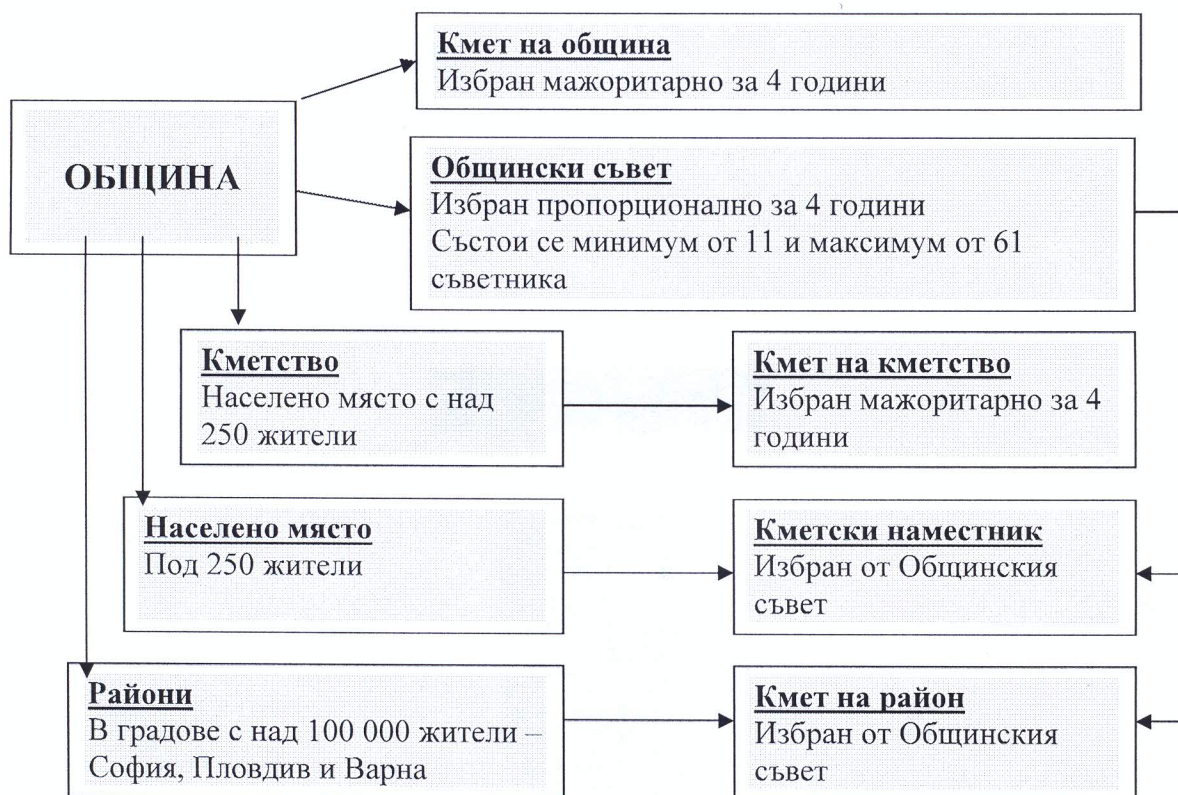 Кмет на община
Избран мажоритарно за 4 години
ОБЩИНА
Общински съвет
Избран пропорционално за 4 години
Състои се минимум от 11 и максимум от 61
съветника
Кметство
Населено място с над
250 жители
Кмет на кметство
Избран мажоритарно за 4
години
Населено място
Под 250 жители
Кметски наместник
Избран от Общинския
съвет
Райони
В градове с над 100 000 жители –
София, Пловдив и Варна
Кмет на район
Избран от Общинския
съвет